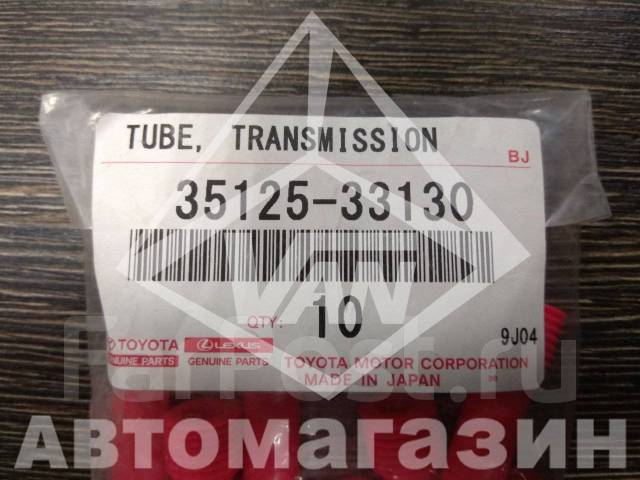 TUBE, TRANSMISSION
BJ
35125-33130
VAN
QTY: 10
9J04
TOYOTA LEXUS
GENUINE PARTS GENUINE PARTS
TOYOTA MOTOR CORPORATION
MADE IN JAPAN
Farpost.ru
Автомагазин